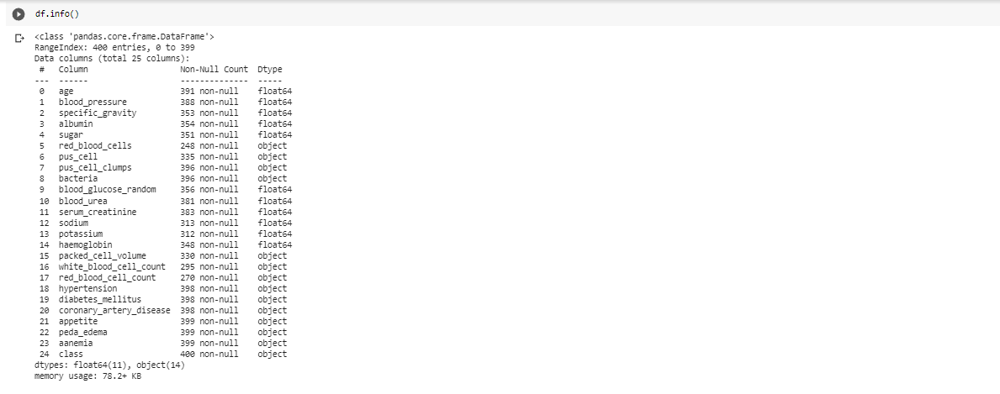 df.info()
<class 'pandas.core.frame.DataFrame'>
RangeIndex: 400 entries, 0 to 399
Data columns (total 25 columns):
 #   Column                   Non-Null Count  Dtype
---  ------                   --------------  -----
 0   age                      391 non-null    float64
 1   blood_pressure           388 non-null    float64
 2   specific_gravity         353 non-null    float64
 3   albumin                  354 non-null    float64
 4   sugar                    351 non-null    float64
 5   red_blood_cells          248 non-null    object
 6   pus_cell                 335 non-null    object
 7   pus_cell_clumps          396 non-null    object
 8   bacteria                 396 non-null    object
 9   blood_glucose_random     356 non-null    float64
 10  blood_urea               381 non-null    float64
 11  serum_creatinine         383 non-null    float64
 12  sodium                   313 non-null    float64
 13  potassium                312 non-null    float64
 14  haemoglobin              348 non-null    float64
 15  packed_cell_volume       330 non-null    object
 16  white_blood_cell_count   295 non-null    object
 17  red_blood_cell_count     270 non-null    object
 18  hypertension             398 non-null    object
 19  diabetes_mellitus        398 non-null    object
 20  coronary_artery_disease  398 non-null    object
 21  appetite                 399 non-null    object
 22  peda_edema               399 non-null    object
 23  aanemia                  399 non-null    object
 24  class                    400 non-null    object
dtypes: float64(11), object(14)
memory usage: 78.2+ KB